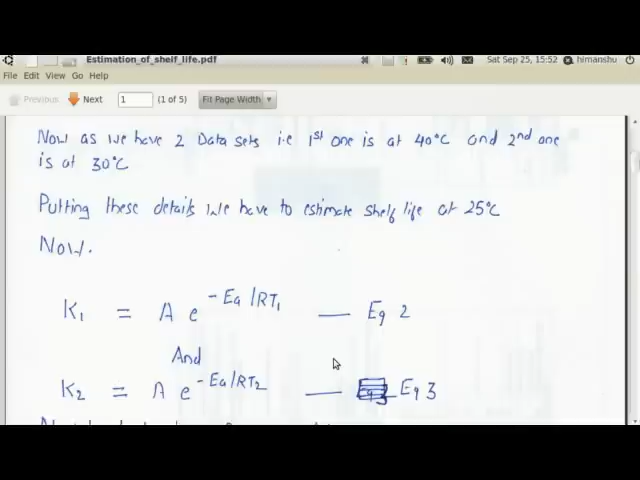 Estimation_of_shelf_life.pdf
Sat Sep 25, 15:52 himanshu
File Edit View Go Help
Previous Next 1 (1 of 5) Fit Page Width
Now as we have 2 Data sets i.e 1st one is at 40°C and 2nd one
is at 30°C
Putting these details we have to estimate shelf life at 25°C
Now.
K1 = A e -Ea/RT1 — Eq 2
And
K2 = A e -Ea/RT2 — Eq 3